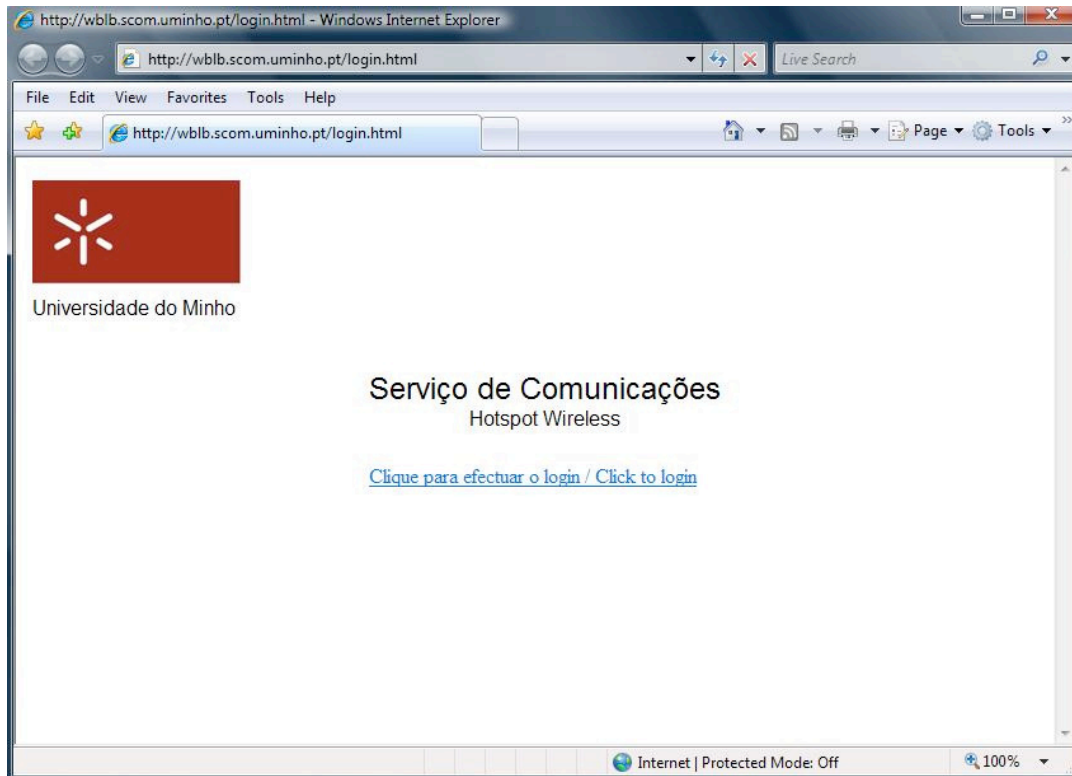 http://wblb.scom.uminho.pt/login.html - Windows Internet Explorer
http://wblb.scom.uminho.pt/login.html Live Search
File Edit View Favorites Tools Help
http://wblb.scom.uminho.pt/login.html Page Tools
Universidade do Minho
Serviço de Comunicações
Hotspot Wireless
Clique para efectuar o login / Click to login
Internet | Protected Mode: Off 100%